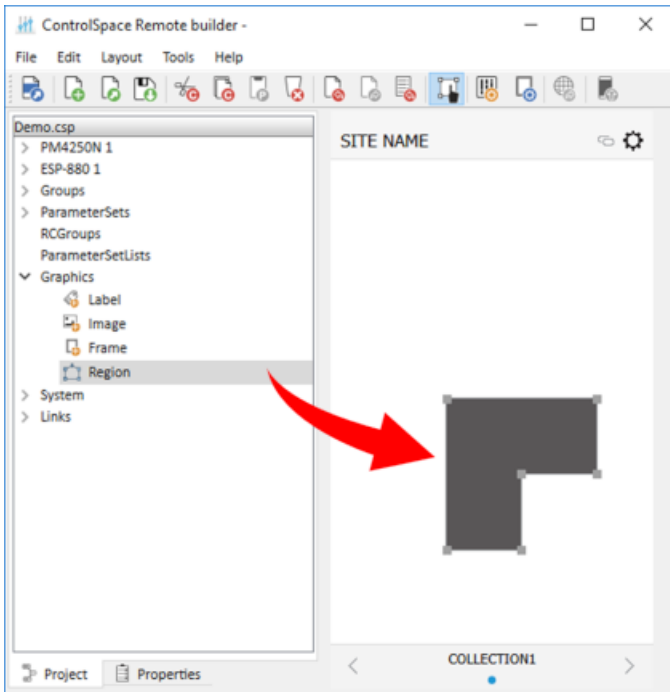 ControlSpace Remote builder -
File Edit Layout Tools Help
Demo.csp
PM4250N 1
ESP-880 1
Groups
ParameterSets
RCGroups
ParameterSetLists
Graphics
Label
Image
Frame
Region
System
Links
Project Properties
SITE NAME
COLLECTION1